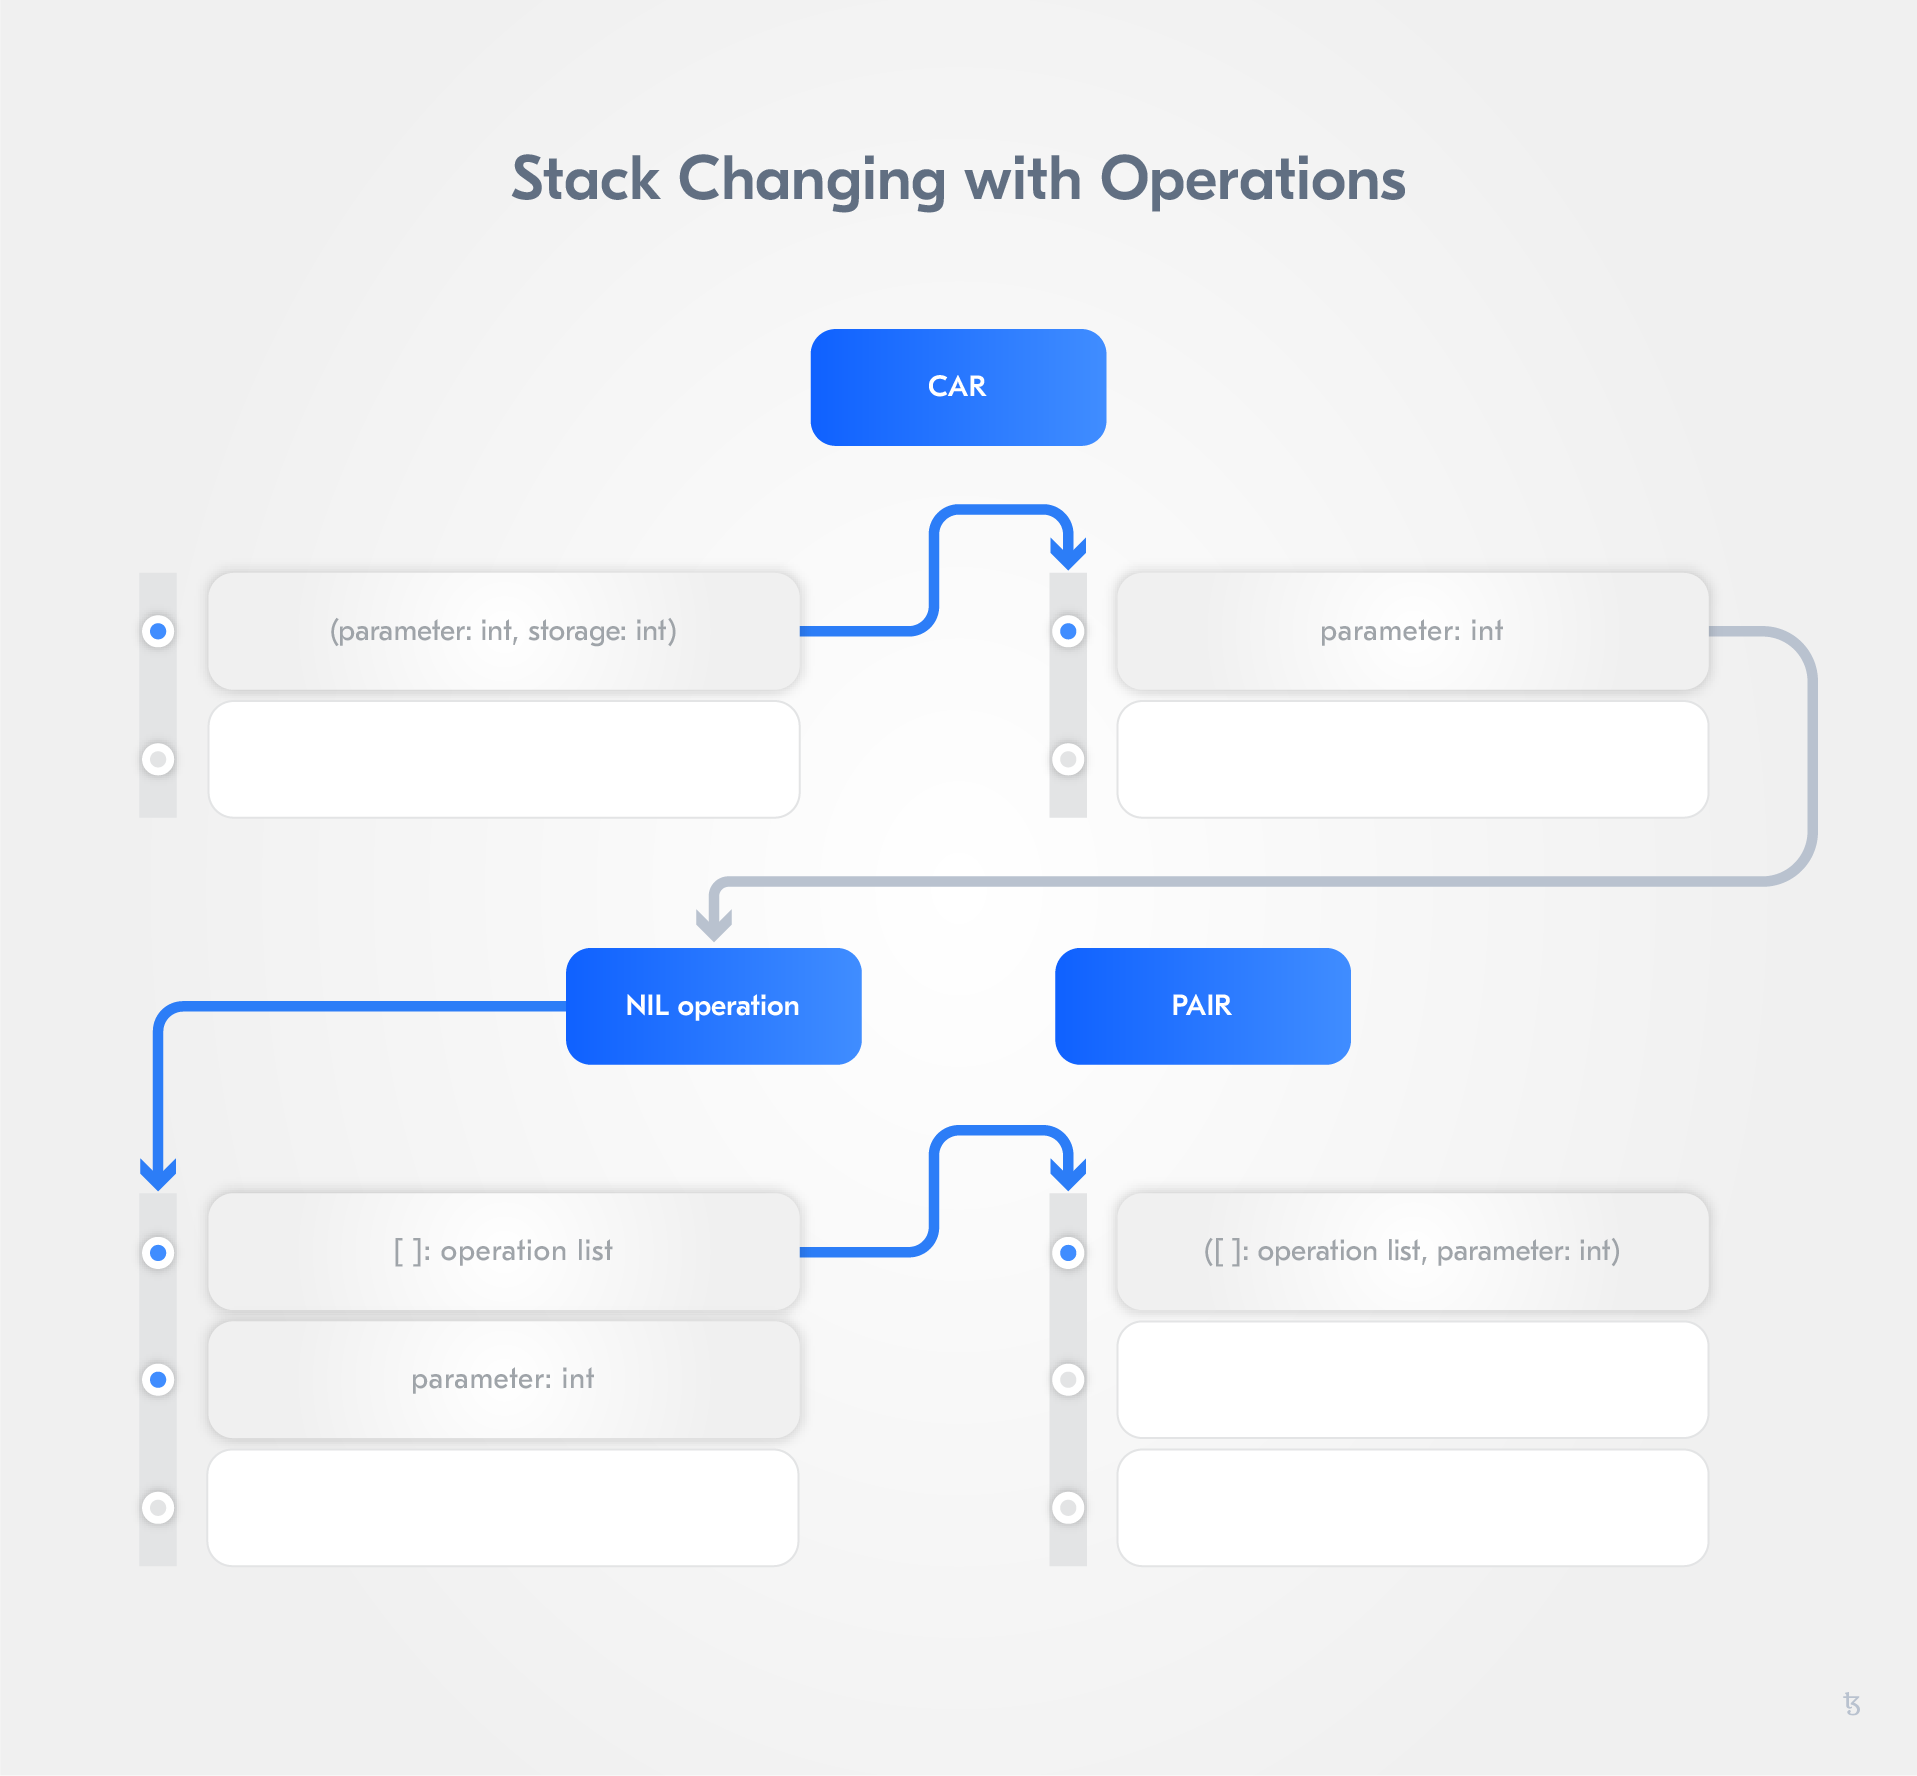 Stack Changing with Operations
CAR
(parameter: int, storage: int)
parameter: int
NIL operation
PAIR
[ ]: operation list
([ ]: operation list, parameter: int)
parameter: int
ꜩ